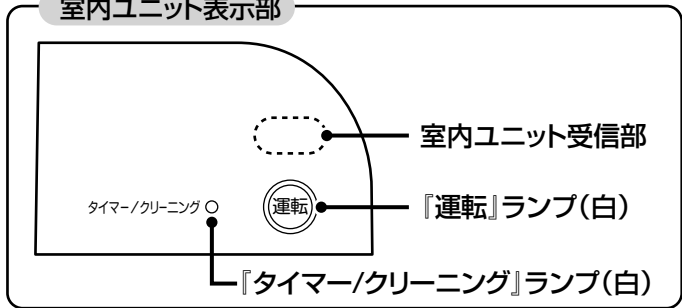 室内ユニット表示部
室内ユニット受信部
タイマー/クリーニング
運転
『運転』ランプ(白)
『タイマー/クリーニング』ランプ(白)